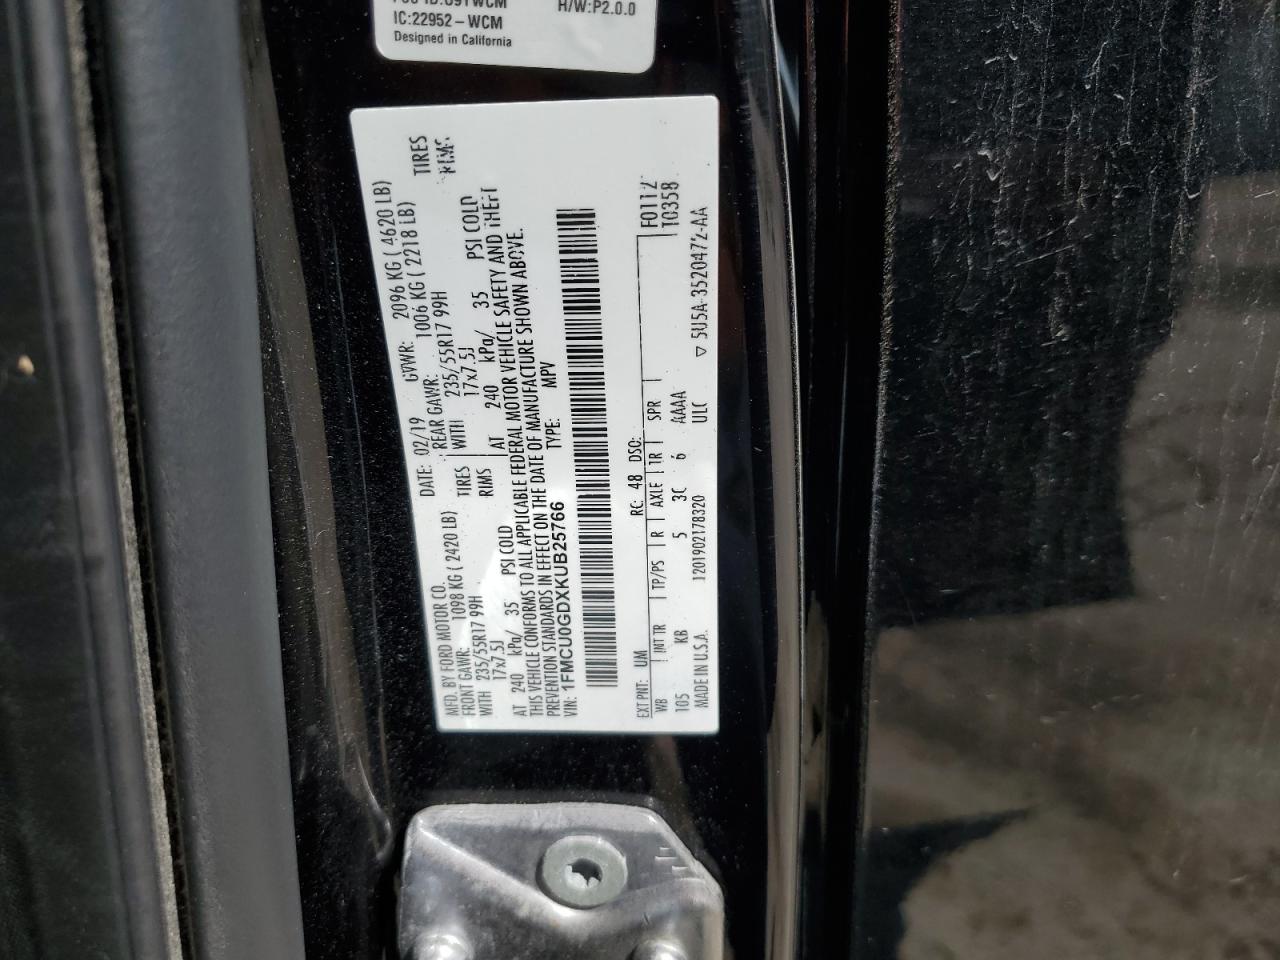 H/W:P2.0.0
IC:22952-WCM
Designed in California
MFD. BY FORD MOTOR CO.
DATE: 02/19 GVWR: 2096 KG ( 4620 LB)
FRONT GAWR: 1098 KG ( 2420 LB) REAR GAWR: 1006 KG ( 2218 LB)
WITH 235/55R17 99H TIRES WITH 235/55R17 99H TIRES
17x7.5J RIMS 17x7.5J RIMS
AT 240 kPa/ 35 PSI COLD AT 240 kPa/ 35 PSI COLD
THIS VEHICLE CONFORMS TO ALL APPLICABLE FEDERAL MOTOR VEHICLE SAFETY AND THEFT
PREVENTION STANDARDS IN EFFECT ON THE DATE OF MANUFACTURE SHOWN ABOVE.
VIN: 1FMCU0GDXKUB25766 TYPE: MPV
F0112
T0358
EXT PNT: UM RC: 48 DSO:
WB INT TR TP/PS R AXLE TR SPR
105 KB 5 3C 6 AAAA
MADE IN U.S.A. 120190217​8320 ULC 5U5A-3520472-AA